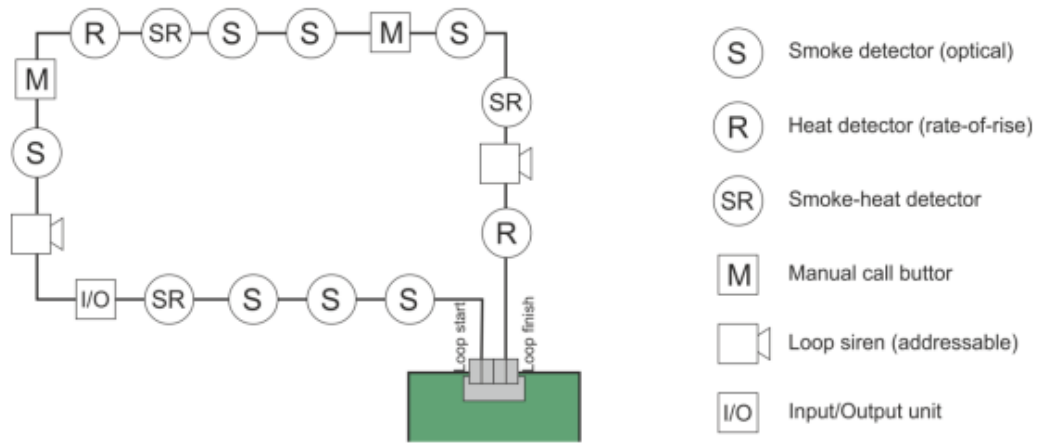 R SR S S M S
M
SR
S
R
I/O SR S S S
Loop start
Loop finish
S Smoke detector (optical)
R Heat detector (rate-of-rise)
SR Smoke-heat detector
M Manual call buttor
Loop siren (addressable)
I/O Input/Output unit